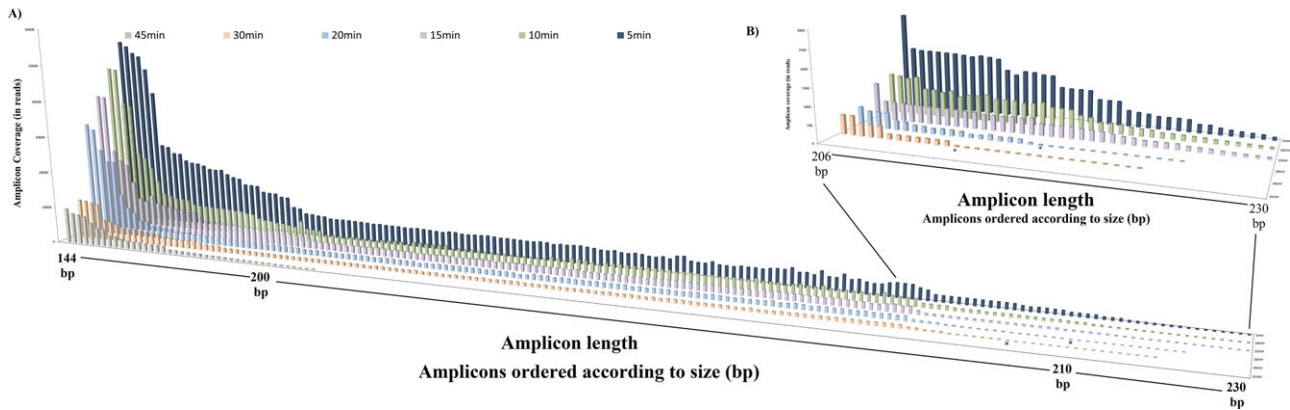 A)
45min 30min 20min 15min 10min 5min
Amplicon Coverage (in reads)
144
bp
200
bp
Amplicon length
Amplicons ordered according to size (bp)
210
bp
230
bp
B)
Amplicon coverage (in reads
206
bp
Amplicon length
Amplicons ordered according to size (bp)
230
bp